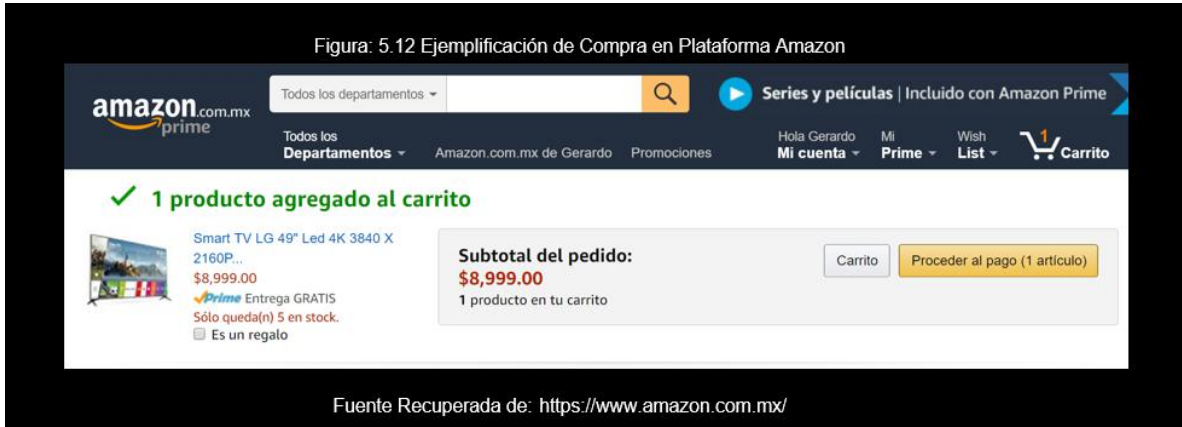 Figura: 5.12 Ejemplificación de Compra en Plataforma Amazon
amazon.com.mx
prime
Todos los departamentos
Series y películas | Incluido con Amazon Prime
Todos los
Departamentos
Amazon.com.mx de Gerardo
Promociones
Hola Gerardo
Mi cuenta
Mi
Prime
Wish
List
1
Carrito
1 producto agregado al carrito
Smart TV LG 49" Led 4K 3840 X
2160P...
$8,999.00
Prime Entrega GRATIS
Sólo queda(n) 5 en stock.
Es un regalo
Subtotal del pedido:
$8,999.00
1 producto en tu carrito
Carrito
Proceder al pago (1 artículo)
Fuente Recuperada de: https://www.amazon.com.mx/